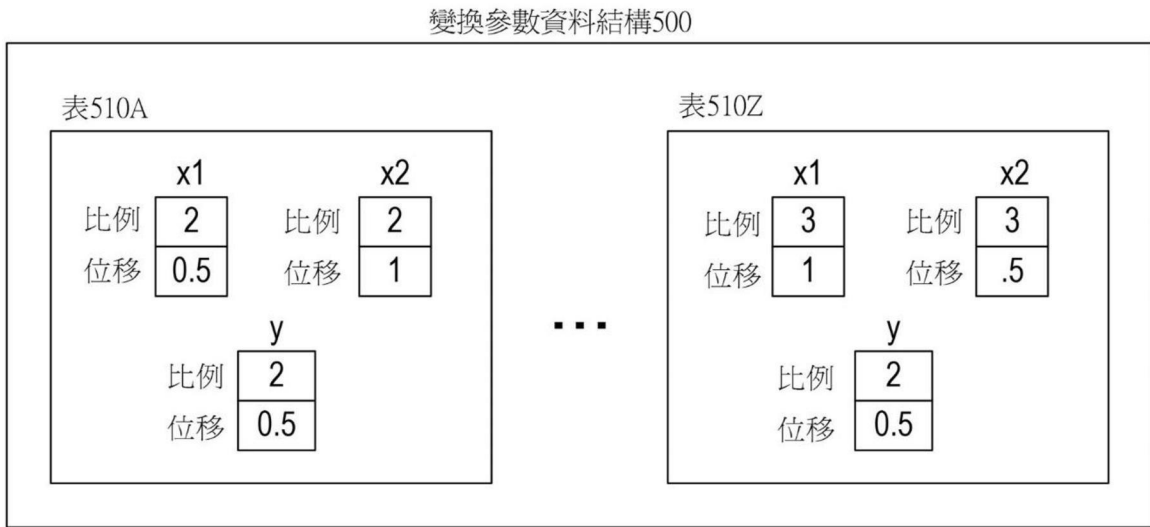 變換參數資料結構500
表510A
x1
比例 2
位移 0.5
x2
比例 2
位移 1
y
比例 2
位移 0.5
...
表510Z
x1
比例 3
位移 1
x2
比例 3
位移 .5
y
比例 2
位移 0.5